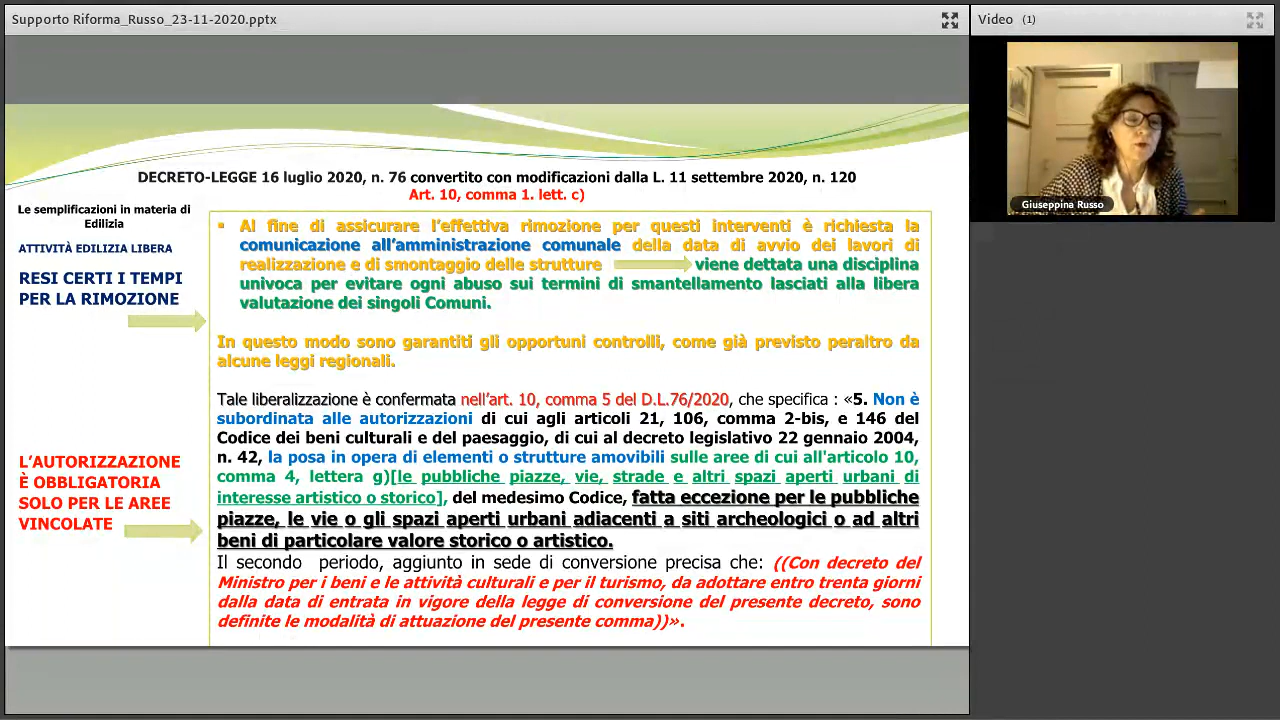 Supporto Riforma_Russo_23-11-2020.pptx
Video (1)
Giuseppina Russo
DECRETO-LEGGE 16 luglio 2020, n. 76 convertito con modificazioni dalla L. 11 settembre 2020, n. 120
Art. 10, comma 1. lett. c)
Le semplificazioni in materia di
Edilizia
ATTIVITÀ EDILIZIA LIBERA
RESI CERTI I TEMPI
PER LA RIMOZIONE
L'AUTORIZZAZIONE
È OBBLIGATORIA
SOLO PER LE AREE
VINCOLATE
▪ Al fine di assicurare l'effettiva rimozione per questi interventi è richiesta la
comunicazione all'amministrazione comunale della data di avvio dei lavori di
realizzazione e di smontaggio delle strutture viene dettata una disciplina
univoca per evitare ogni abuso sui termini di smantellamento lasciati alla libera
valutazione dei singoli Comuni.
In questo modo sono garantiti gli opportuni controlli, come già previsto peraltro da
alcune leggi regionali.
Tale liberalizzazione è confermata nell'art. 10, comma 5 del D.L.76/2020, che specifica : «5. Non è
subordinata alle autorizzazioni di cui agli articoli 21, 106, comma 2-bis, e 146 del
Codice dei beni culturali e del paesaggio, di cui al decreto legislativo 22 gennaio 2004,
n. 42, la posa in opera di elementi o strutture amovibili sulle aree di cui all'articolo 10,
comma 4, lettera g)[le pubbliche piazze, vie, strade e altri spazi aperti urbani di
interesse artistico o storico], del medesimo Codice, fatta eccezione per le pubbliche
piazze, le vie o gli spazi aperti urbani adiacenti a siti archeologici o ad altri
beni di particolare valore storico o artistico.
Il secondo periodo, aggiunto in sede di conversione precisa che: ((Con decreto del
Ministro per i beni e le attività culturali e per il turismo, da adottare entro trenta giorni
dalla data di entrata in vigore della legge di conversione del presente decreto, sono
definite le modalità di attuazione del presente comma))».